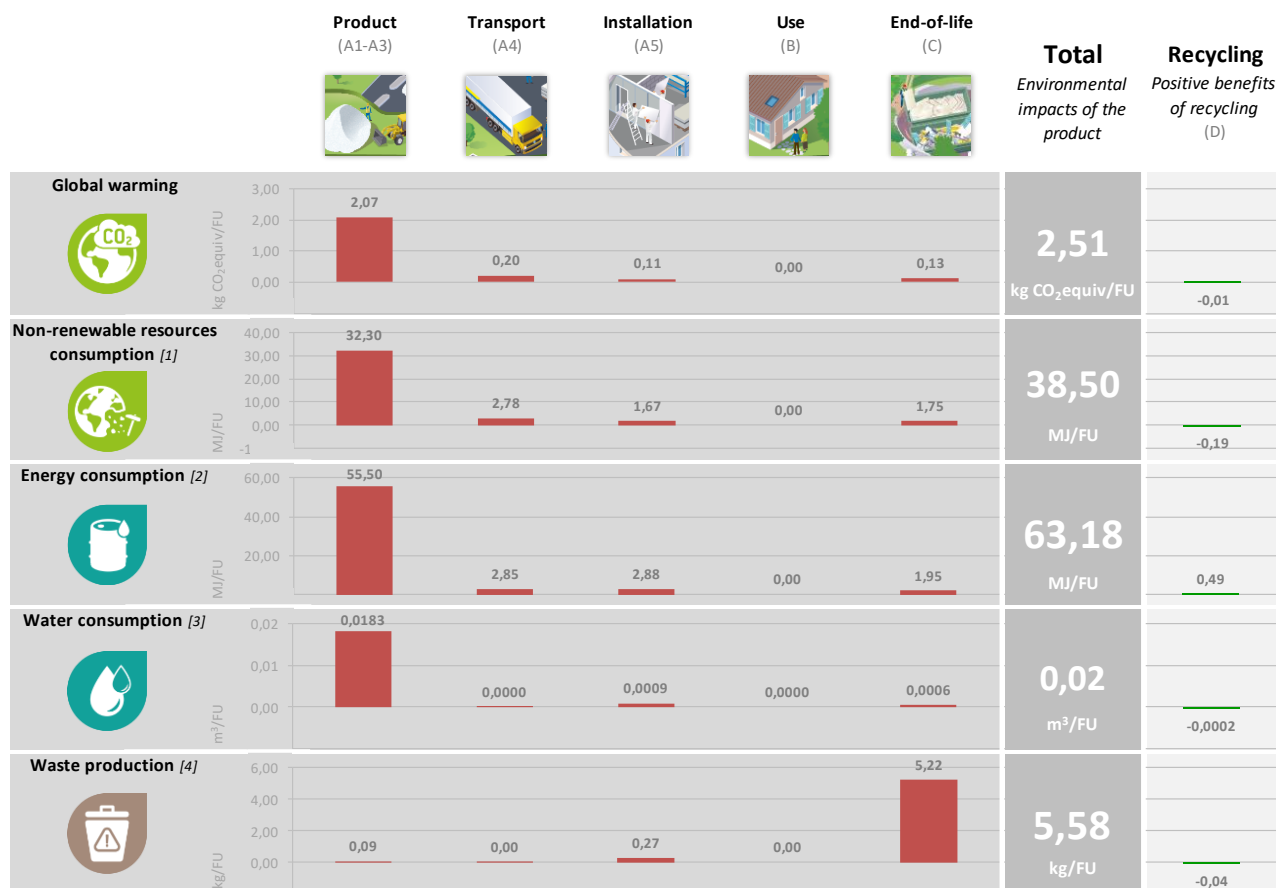 Product
(A1-A3)
Transport
(A4)
Installation
(A5)
Use
(B)
End-of-life
(C)
Total
Environmental
impacts of the
product
Recycling
Positive benefits
of recycling
(D)
Global warming
CO₂
kg CO₂equiv/FU
3,00
2,00
1,00
0,00
2,07
0,20
0,11
0,00
0,13
2,51
kg CO₂equiv/FU
-0,01
Non-renewable resources
consumption [1]
MJ/FU
40,00
30,00
20,00
10,00
0,00
-1
32,30
2,78
1,67
0,00
1,75
38,50
MJ/FU
-0,19
Energy consumption [2]
MJ/FU
60,00
40,00
20,00
55,50
2,85
2,88
0,00
1,95
63,18
MJ/FU
0,49
Water consumption [3]
m³/FU
0,02
0,01
0,00
0,0183
0,0000
0,0009
0,0000
0,0006
0,02
m³/FU
-0,0002
Waste production [4]
kg/FU
6,00
4,00
2,00
0,00
0,09
0,00
0,27
0,00
5,22
5,58
kg/FU
-0,04